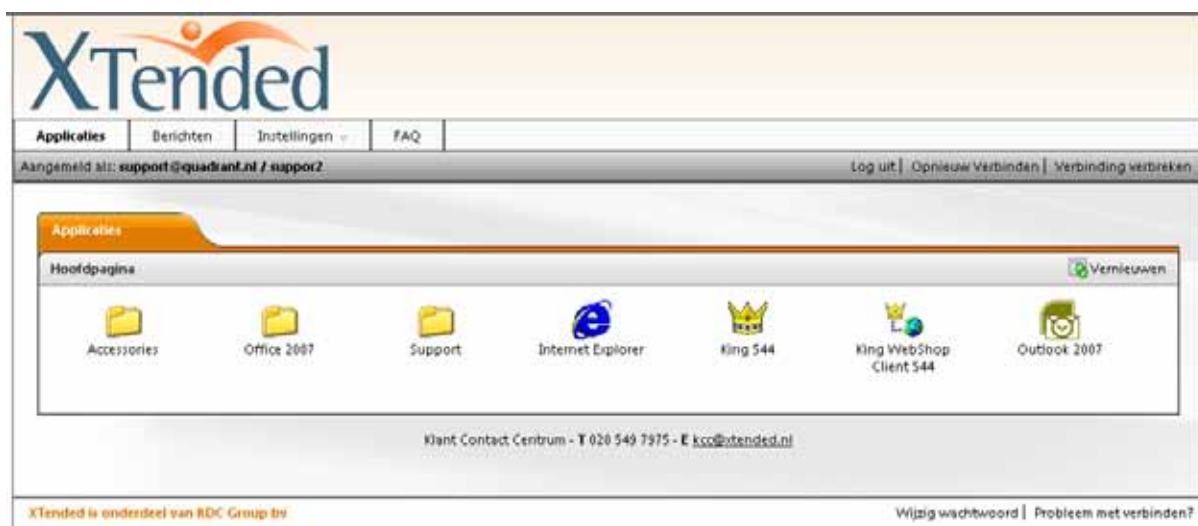 XTended
Applicaties Berichten Instellingen FAQ
Aangemeld als: support@quadrant.nl / suppor2 Log uit | Opnieuw Verbinden | Verbinding verbreken
Applicaties
Hoofdpagina Vernieuwen
Accessories Office 2007 Support Internet Explorer King 544 King WebShop Client 544 Outlook 2007
Klant Contact Centrum - T 020 549 7975 - E kcc@xtended.nl
XTended is onderdeel van RDC Group bv Wijzig wachtwoord | Probleem met verbinden?